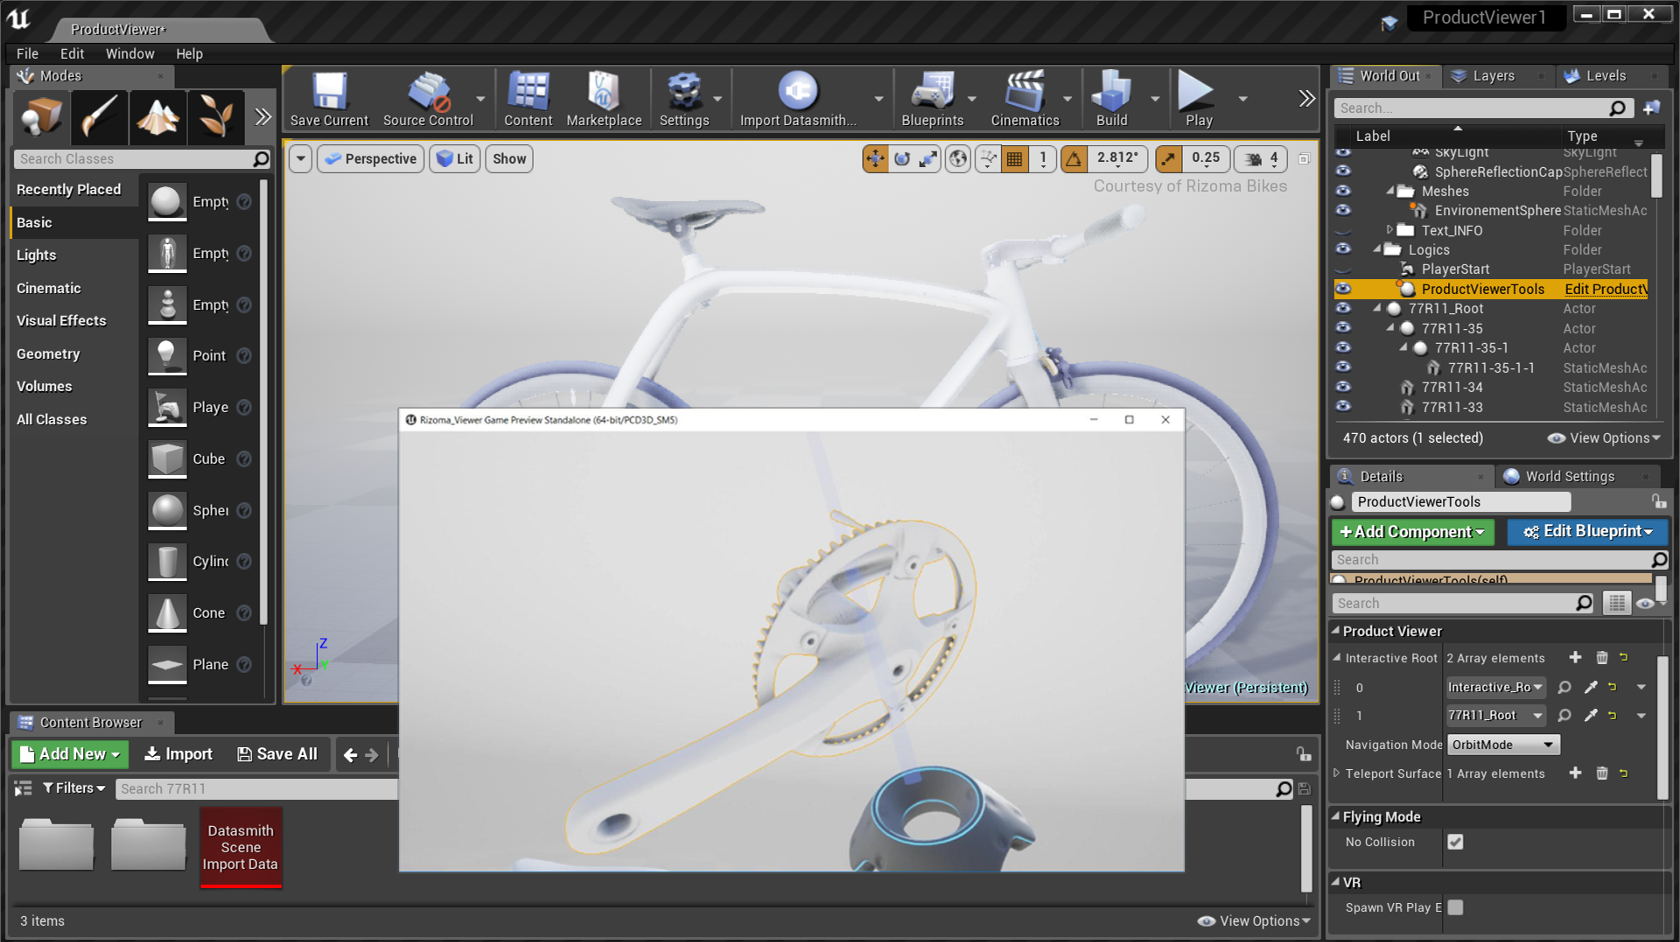 ProductViewer*
ProductViewer1
File Edit Window Help
Modes
Search Classes
Recently Placed
Basic
Lights
Cinematic
Visual Effects
Geometry
Volumes
All Classes
Empty
Empty
Empty
Point
Playe
Cube
Spher
Cylind
Cone
Plane
Save Current
Source Control
Content
Marketplace
Settings
Import Datasmith...
Blueprints
Cinematics
Build
Play
Perspective
Lit
Show
1
2.812°
0.25
4
Courtesy of Rizoma Bikes
Z
X
Y
Viewer (Persistent)
Rizoma_Viewer Game Preview Standalone (64-bit/PCD3D_SM5)
World Out
Layers
Levels
Search...
Label Type
SkyLight SkyLight
SphereReflectionCap SphereReflect
Meshes Folder
EnvironementSphere StaticMeshAc
Text_INFO Folder
Logics Folder
PlayerStart PlayerStart
ProductViewerTools Edit ProductV
77R11_Root Actor
77R11-35 Actor
77R11-35-1 Actor
77R11-35-1-1 StaticMeshAc
77R11-34 StaticMeshAc
77R11-33 StaticMeshAc
470 actors (1 selected)
View Options
Details
World Settings
ProductViewerTools
+Add Component
Edit Blueprint
Search
ProductViewerTools(self)
Search
Product Viewer
Interactive Root 2 Array elements
0 Interactive_Ro
1 77R11_Root
Navigation Mode OrbitMode
Teleport Surface 1 Array elements
Flying Mode
No Collision
VR
Spawn VR Play E
Content Browser
Add New
Import
Save All
Filters
Search 77R11
Datasmith
Scene
Import Data
3 items
View Options